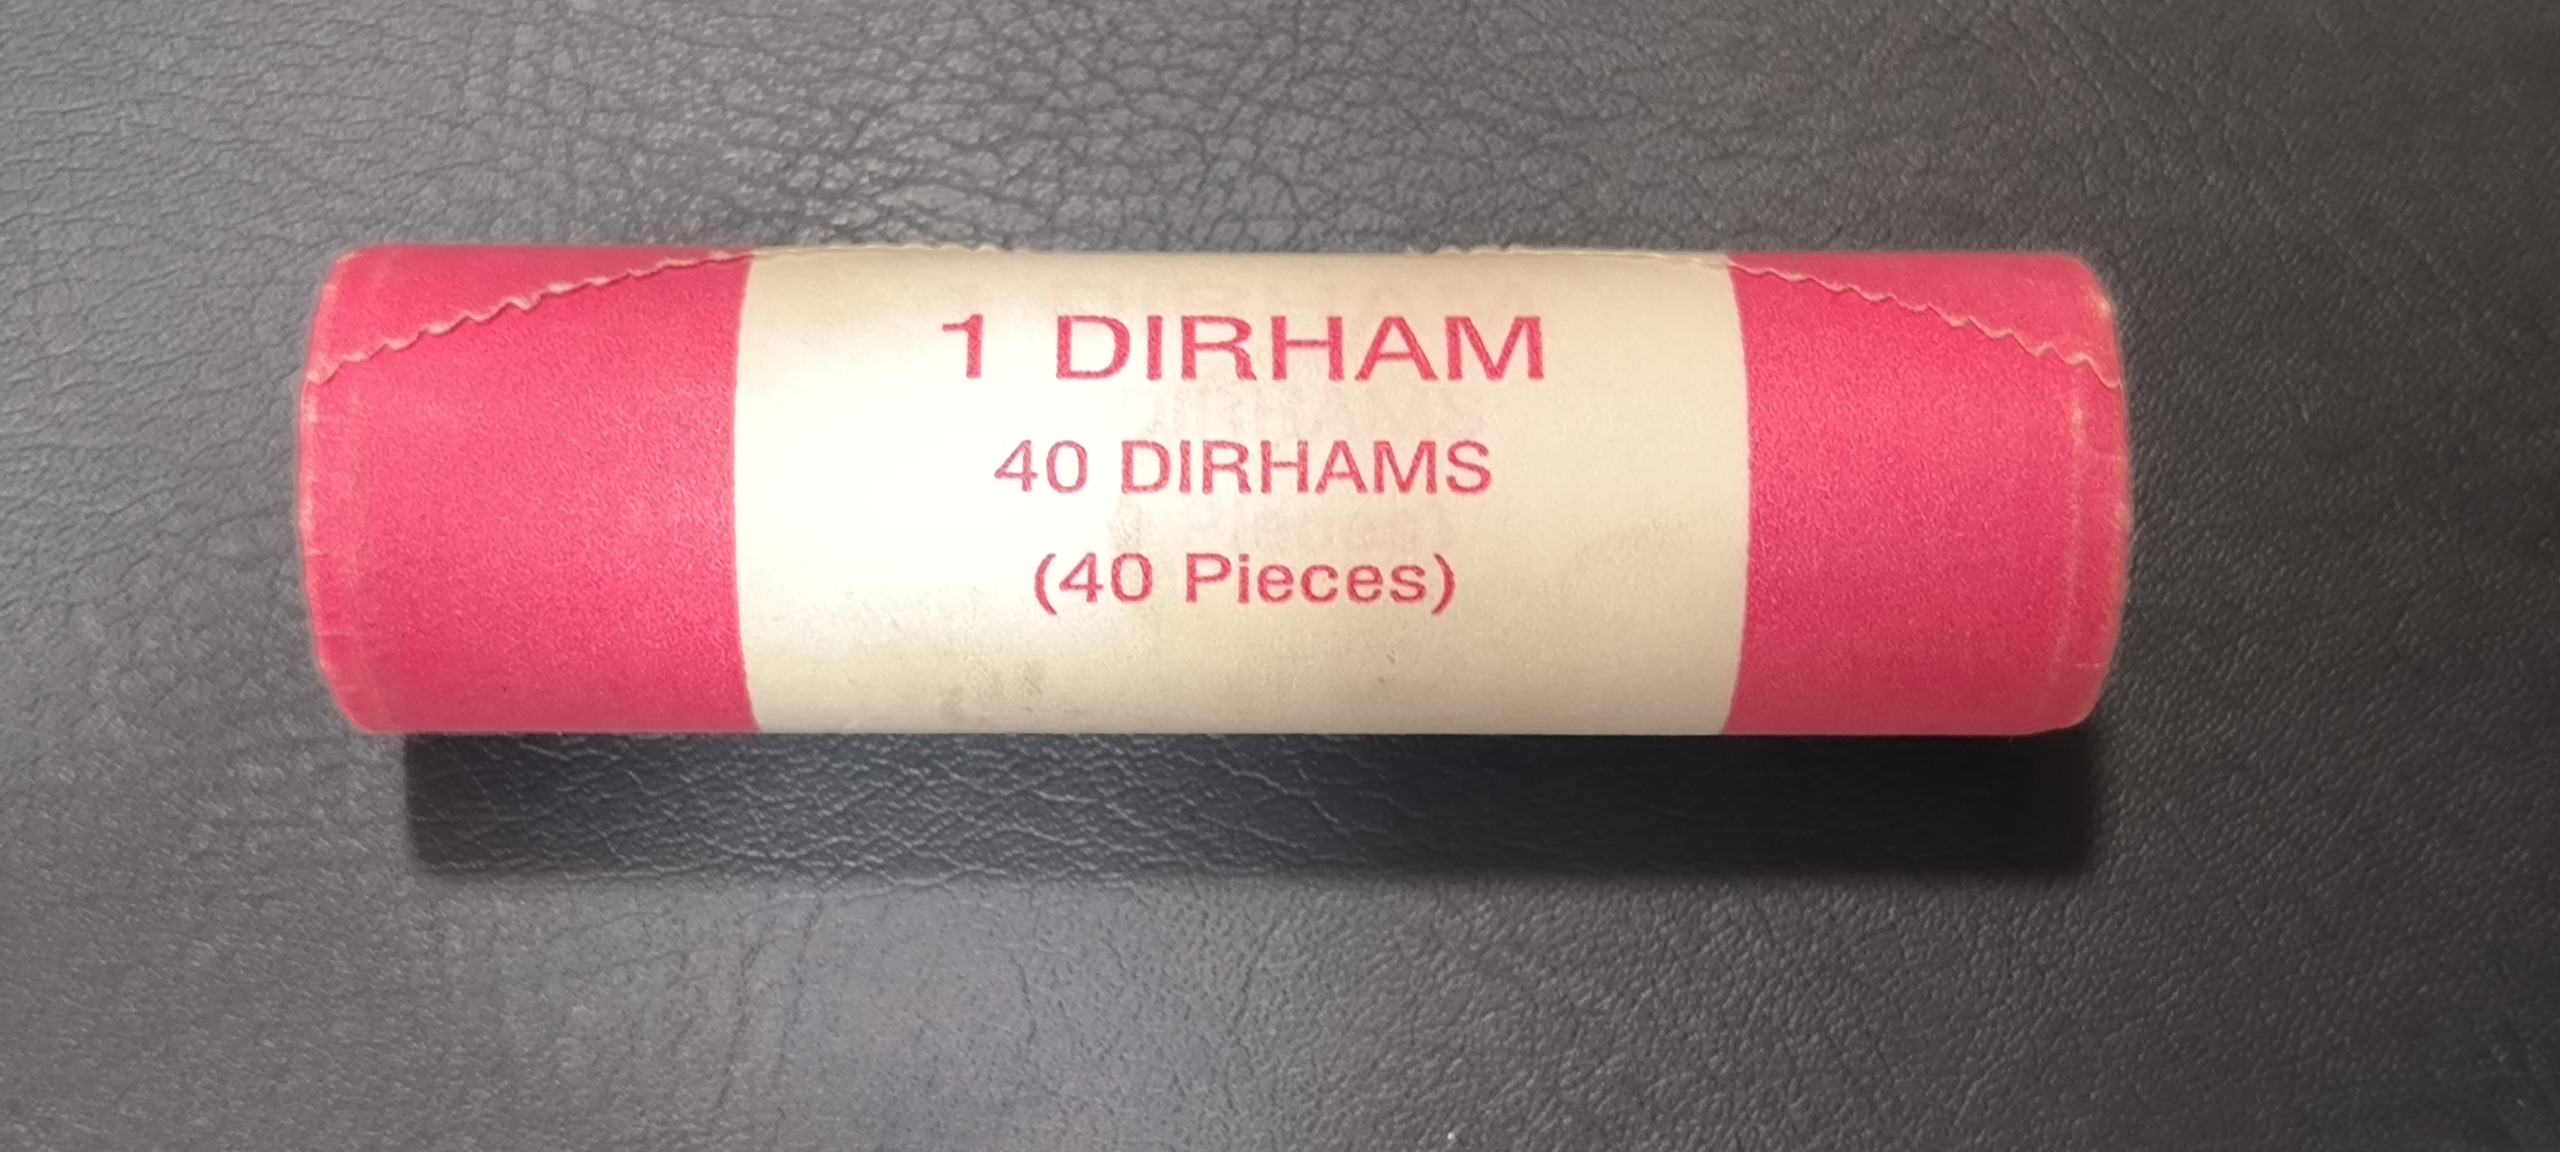 1 DIRHAM
40 DIRHAMS
(40 Pieces)